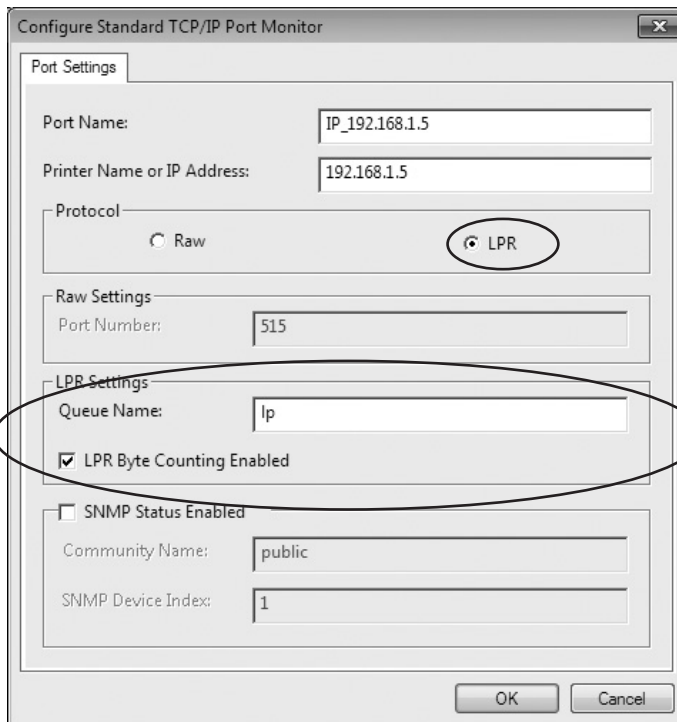 Configure Standard TCP/IP Port Monitor
Port Settings
Port Name: IP_192.168.1.5
Printer Name or IP Address: 192.168.1.5
Protocol
Raw LPR
Raw Settings
Port Number: 515
LPR Settings
Queue Name: lp
LPR Byte Counting Enabled
SNMP Status Enabled
Community Name: public
SNMP Device Index: 1
OK Cancel